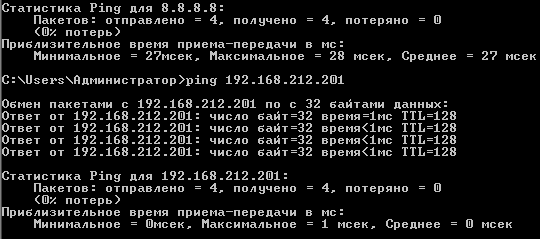 Статистика Ping для 8.8.8.8:
Пакетов: отправлено = 4, получено = 4, потеряно = 0
(0% потерь)
Приблизительное время приема-передачи в мс:
Минимальное = 27мсек, Максимальное = 28 мсек, Среднее = 27 мсек
C:\Users\Администратор>ping 192.168.212.201
Обмен пакетами с 192.168.212.201 по с 32 байтами данных:
Ответ от 192.168.212.201: число байт=32 время=1мс TTL=128
Ответ от 192.168.212.201: число байт=32 время<1мс TTL=128
Ответ от 192.168.212.201: число байт=32 время<1мс TTL=128
Ответ от 192.168.212.201: число байт=32 время<1мс TTL=128
Статистика Ping для 192.168.212.201:
Пакетов: отправлено = 4, получено = 4, потеряно = 0
(0% потерь)
Приблизительное время приема-передачи в мс:
Минимальное = 0мсек, Максимальное = 1 мсек, Среднее = 0 мсек